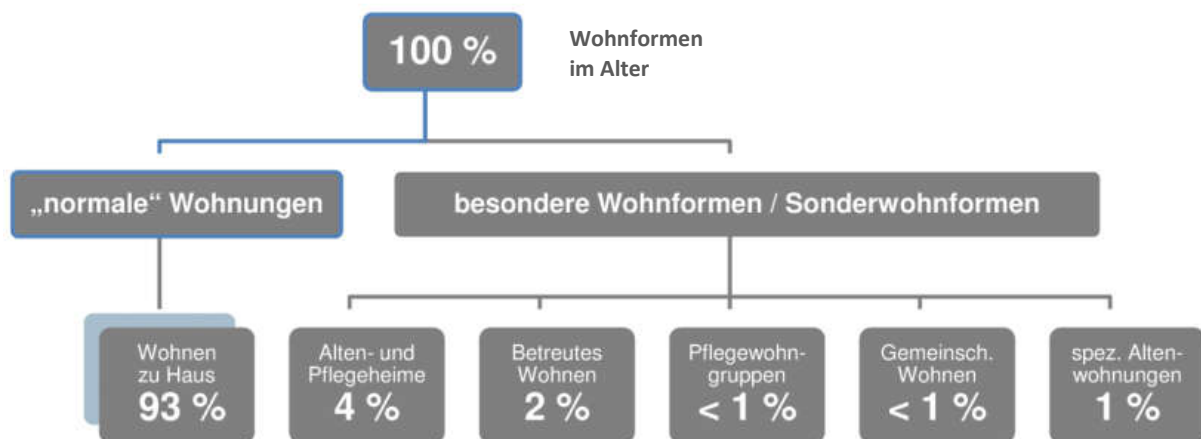 100 %
Wohnformen
im Alter
„normale“ Wohnungen
besondere Wohnformen / Sonderwohnformen
Wohnen
zu Haus
93 %
Alten- und
Pflegeheime
4 %
Betreutes
Wohnen
2 %
Pflegewohn-
gruppen
< 1 %
Gemeinsch.
Wohnen
< 1 %
spez. Alten-
wohnungen
1 %